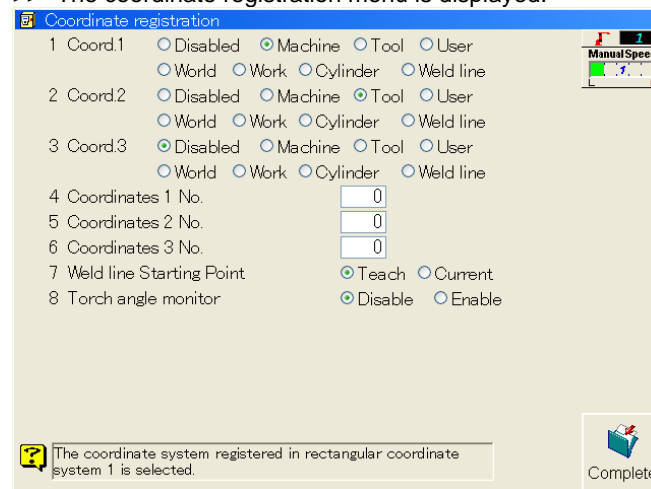 >> The coordinate registration menu is displayed.
Coordinate registration
1 Coord.1 Disabled Machine Tool User
World Work Cylinder Weld line
2 Coord.2 Disabled Machine Tool User
World Work Cylinder Weld line
3 Coord.3 Disabled Machine Tool User
World Work Cylinder Weld line
4 Coordinates 1 No. 0
5 Coordinates 2 No. 0
6 Coordinates 3 No. 0
7 Weld line Starting Point Teach Current
8 Torch angle monitor Disable Enable
1
Manual Spee
1
The coordinate system registered in rectangular coordinate
system 1 is selected.
Complete